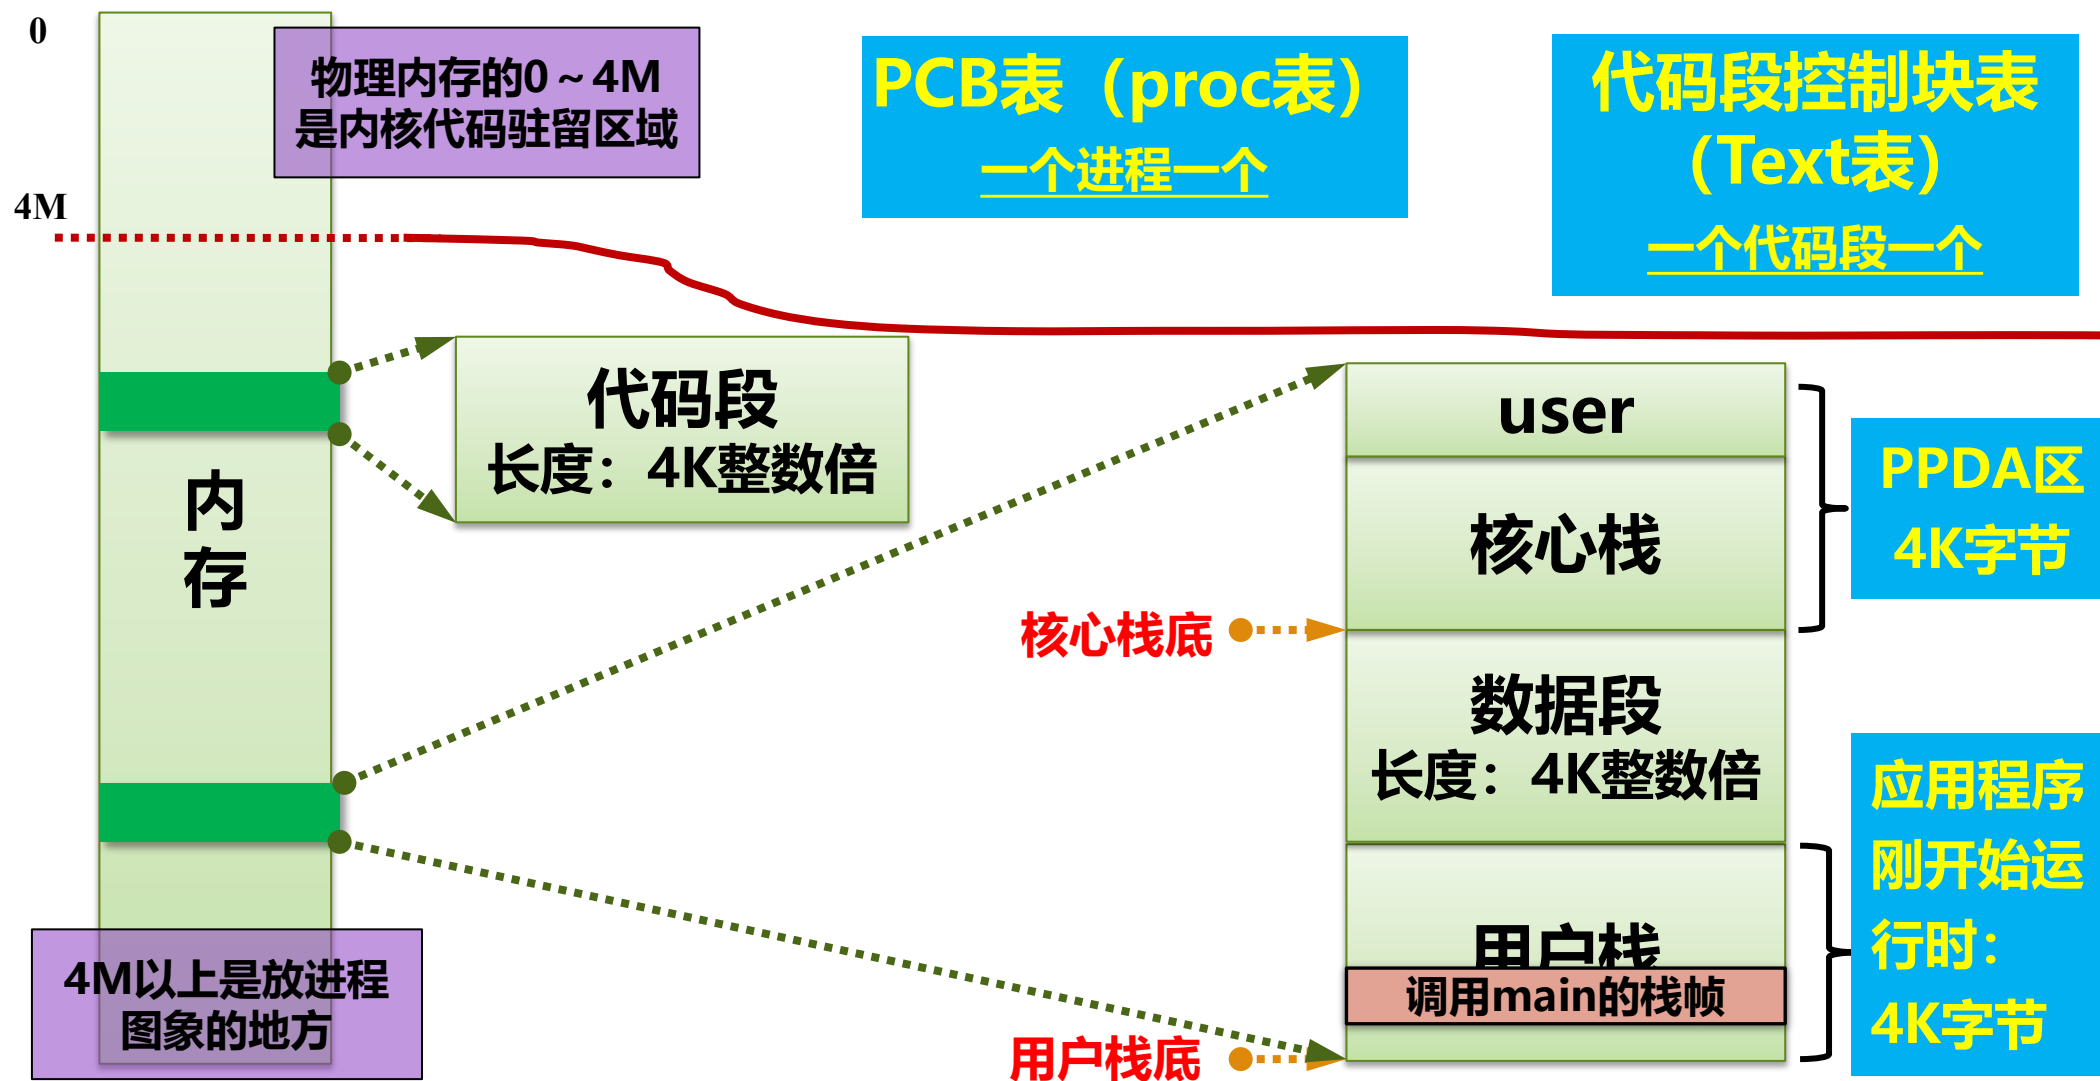 0
物理内存的0～4M
是内核代码驻留区域
PCB表（proc表）
一个进程一个
代码段控制块表
（Text表）
一个代码段一个
4M
代码段
长度：4K整数倍
内
存
user
核心栈
PPDA区
4K字节
核心栈底
数据段
长度：4K整数倍
用户栈
调用main的栈帧
应用程序
刚开始运
行时：
4K字节
4M以上是放进程
图象的地方
用户栈底